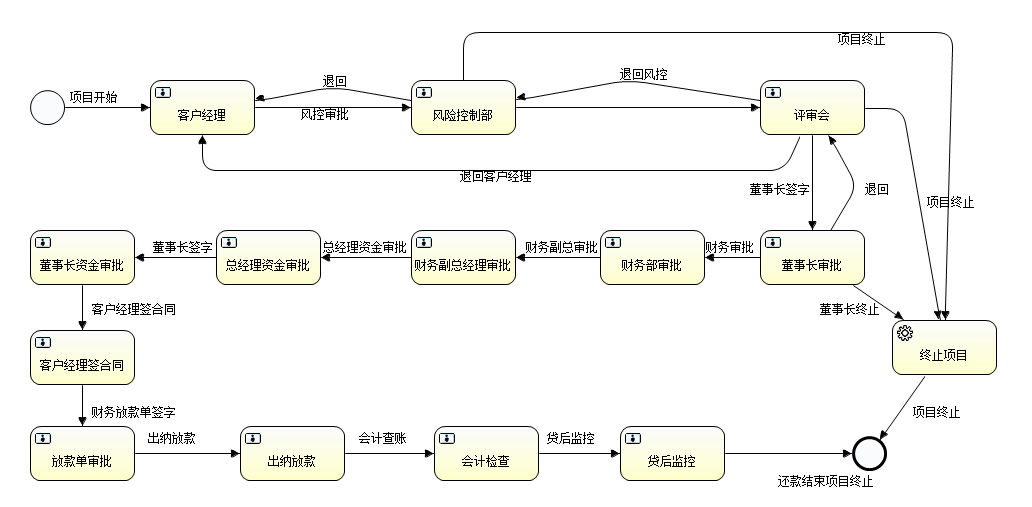 项目终止
退回
退回风控
项目开始
客户经理
风控审批
风险控制部
评审会
退回客户经理
董事长签字
退回
项目终止
董事长签字
总经理资金审批
财务副总审批
财务审批
董事长资金审批
总经理资金审批
财务副总经理审批
财务部审批
董事长审批
客户经理签合同
董事长终止
客户经理签合同
终止项目
财务放款单签字
项目终止
出纳放款
会计查账
贷后监控
放款单审批
出纳放款
会计检查
贷后监控
还款结束项目终止